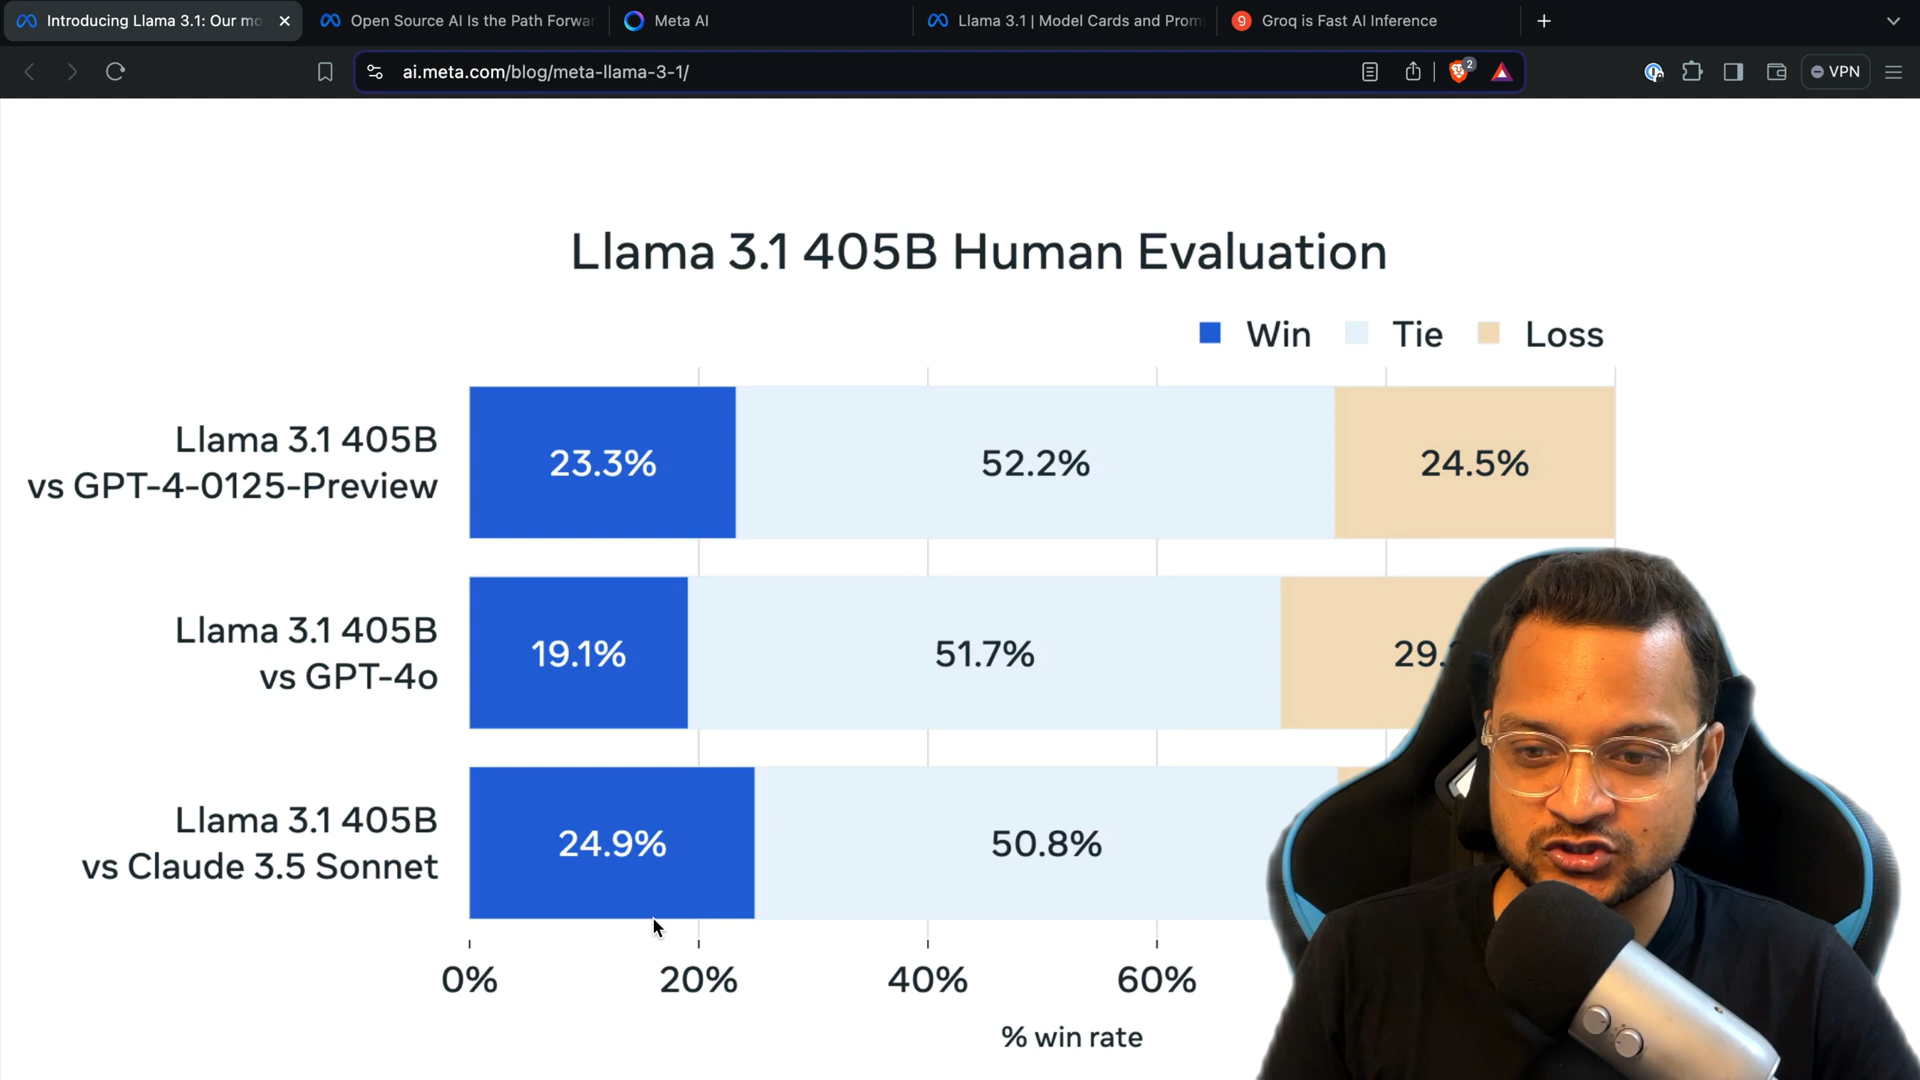 Introducing Llama 3.1: Our mo
Open Source AI Is the Path Forwar
Meta AI
Llama 3.1 | Model Cards and Prom
9
Groq is Fast AI Inference
ai.meta.com/blog/meta-llama-3-1/
2
VPN
Llama 3.1 405B Human Evaluation
Win
Tie
Loss
Llama 3.1 405B
vs GPT-4-0125-Preview
23.3%
52.2%
24.5%
Llama 3.1 405B
vs GPT-4o
19.1%
51.7%
29.
Llama 3.1 405B
vs Claude 3.5 Sonnet
24.9%
50.8%
0%
20%
40%
60%
% win rate